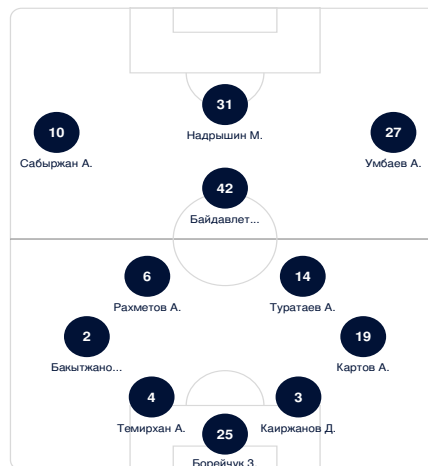 31
Надрышин М.
10
Сабыржан А.
27
Умбаев А.
42
Байдавлет...
6
Рахметов А.
14
Туратаев А.
2
Бакытжано...
19
Картов А.
4
Темирхан А.
3
Каиржанов Д.
25
Борейчук З.